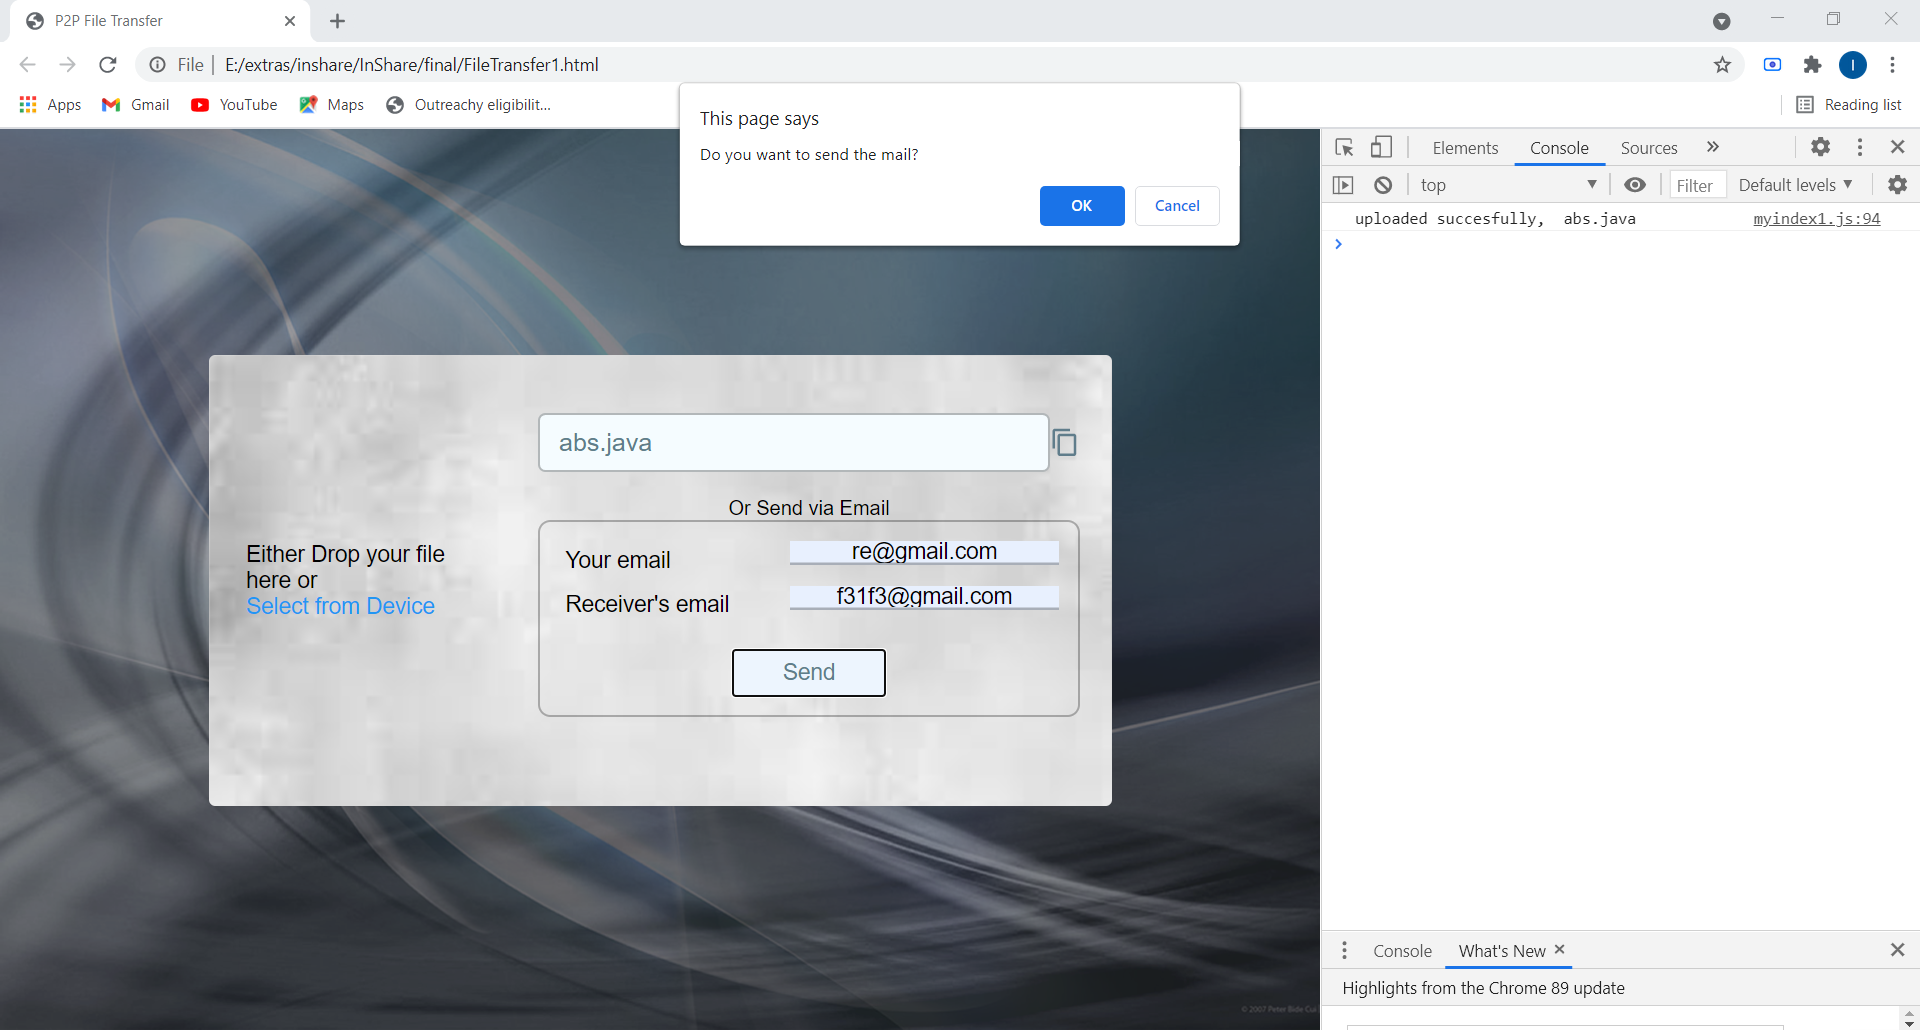 P2P File Transfer
File | E:/extras/inshare/InShare/final/FileTransfer1.html
I
Apps
Gmail
YouTube
Maps
Outreachy eligibilit...
Reading list
This page says
Do you want to send the mail?
OK
Cancel
Elements
Console
Sources
top
Filter
Default levels
uploaded succesfully, abs.java
myindex1.js:94
abs.java
Or Send via Email
Either Drop your file
here or
Select from Device
Your email
re@gmail.com
Receiver's email
f31f3@gmail.com
Send
Console
What's New
Highlights from the Chrome 89 update
© 2007 Peter Bide Cui